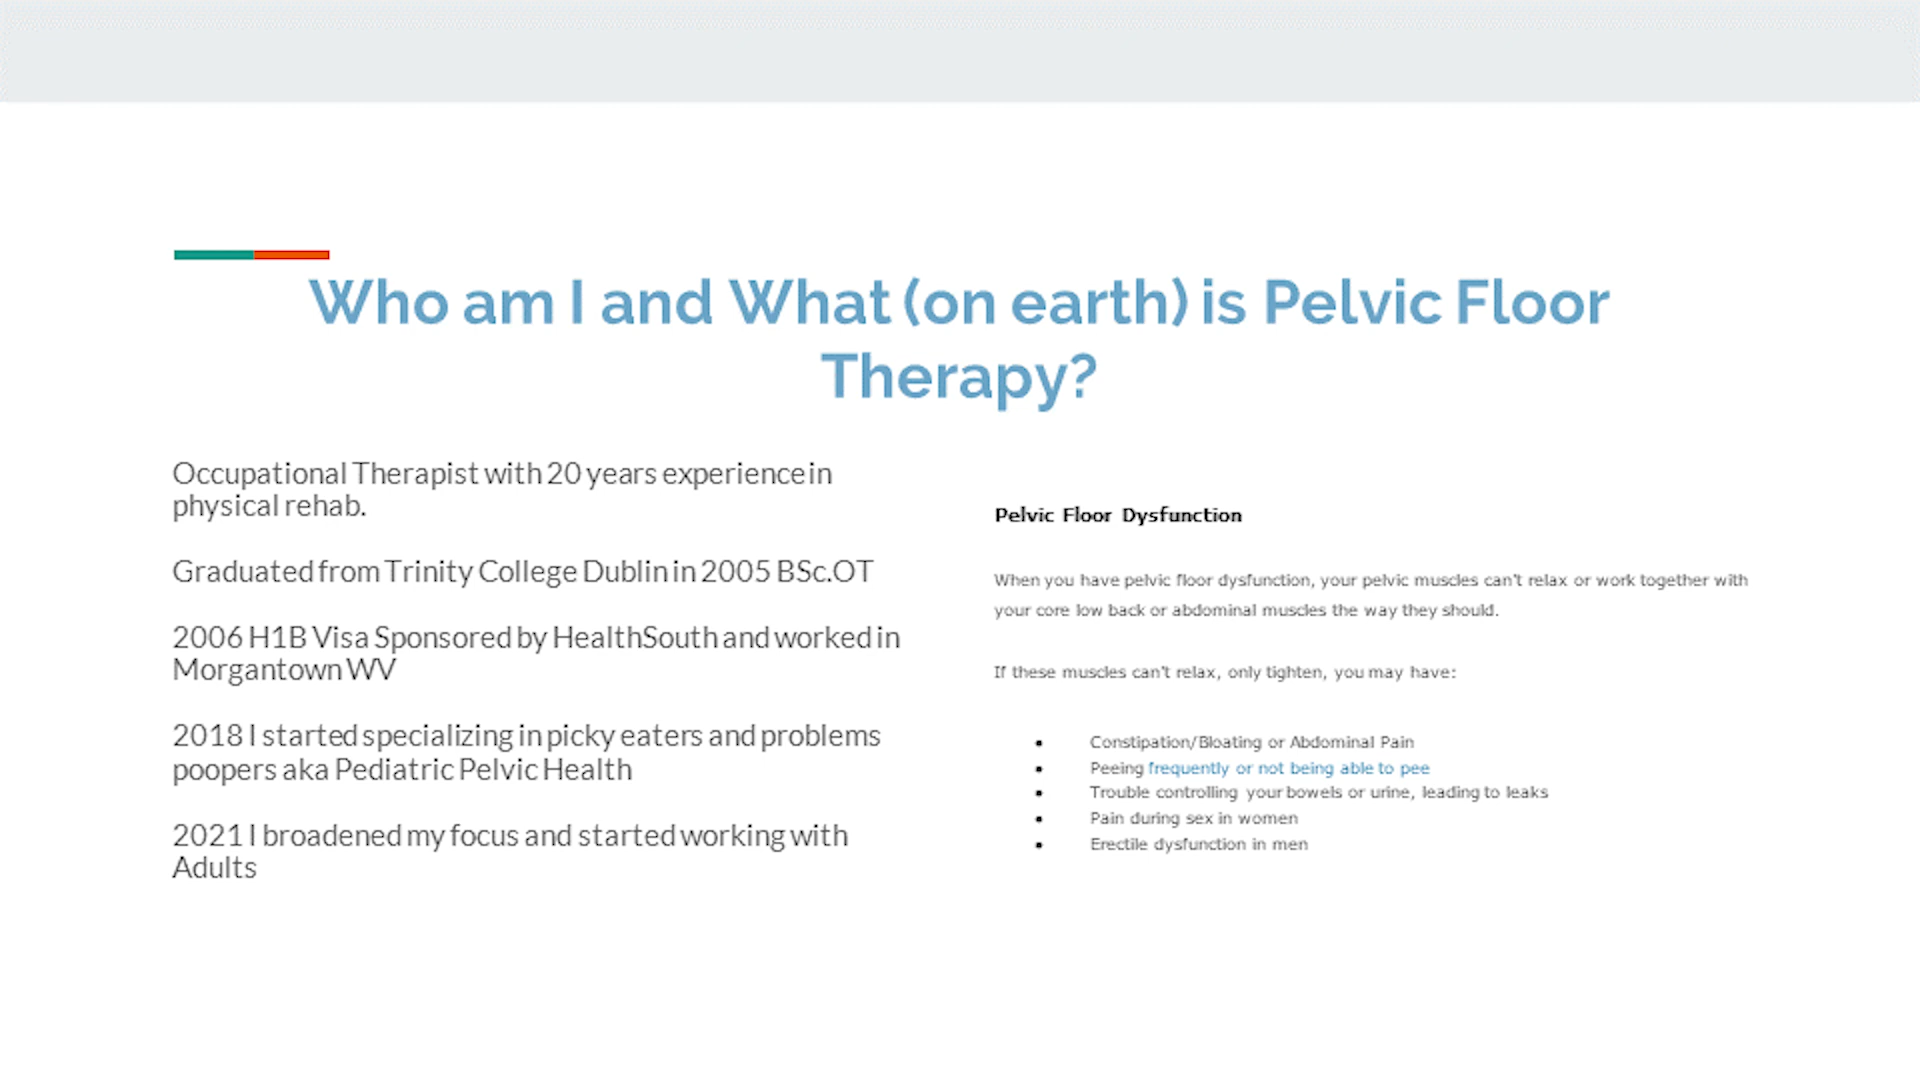 Who am I and What (on earth) is Pelvic Floor
Therapy?
Occupational Therapist with 20 years experience in
physical rehab.
Graduated from Trinity College Dublin in 2005 BSc.OT
2006 H1B Visa Sponsored by HealthSouth and worked in
Morgantown WV
2018 I started specializing in picky eaters and problems
poopers aka Pediatric Pelvic Health
2021 I broadened my focus and started working with
Adults
Pelvic Floor Dysfunction
When you have pelvic floor dysfunction, your pelvic muscles can't relax or work together with
your core low back or abdominal muscles the way they should.
If these muscles can't relax, only tighten, you may have:
• Constipation/Bloating or Abdominal Pain
• Peeing frequently or not being able to pee
• Trouble controlling your bowels or urine, leading to leaks
• Pain during sex in women
• Erectile dysfunction in men